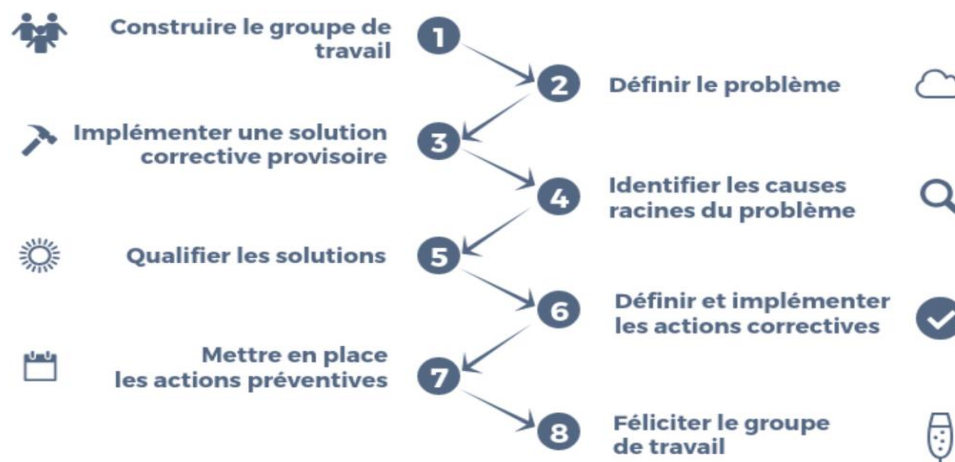 Construire le groupe de
travail
1
2
Définir le problème
Implémenter une solution
corrective provisoire
3
4
Identifier les causes
racines du problème
Qualifier les solutions
5
6
Définir et implémenter
les actions correctives
Mettre en place
les actions préventives
7
8
Féliciter le groupe
de travail